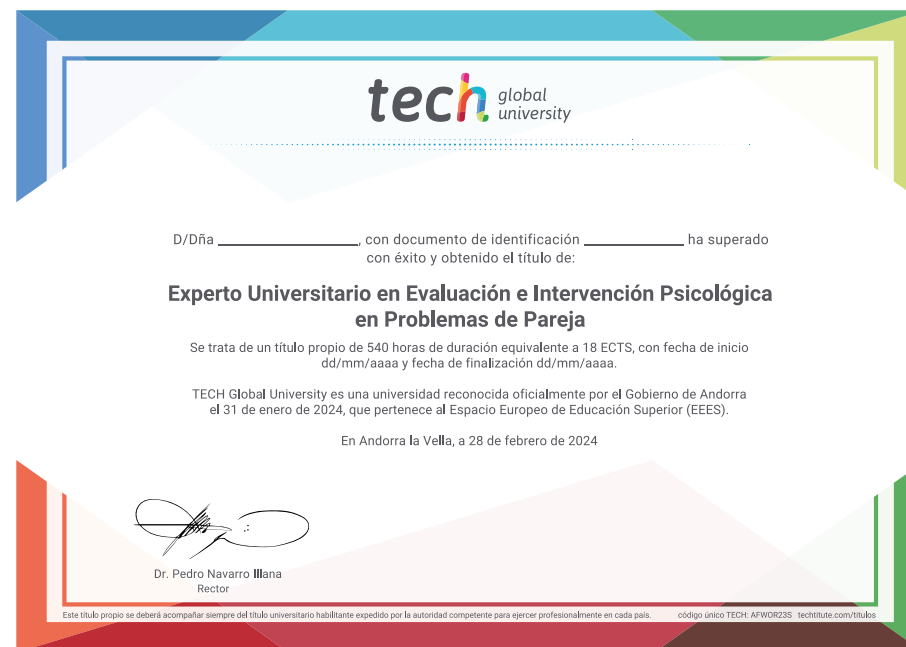 tech global university
D/Dña ____________________, con documento de identificación ______________ ha superado
con éxito y obtenido el título de:
Experto Universitario en Evaluación e Intervención Psicológica
en Problemas de Pareja
Se trata de un título propio de 540 horas de duración equivalente a 18 ECTS, con fecha de inicio
dd/mm/aaaa y fecha de finalización dd/mm/aaaa.
TECH Global University es una universidad reconocida oficialmente por el Gobierno de Andorra
el 31 de enero de 2024, que pertenece al Espacio Europeo de Educación Superior (EEES).
En Andorra la Vella, a 28 de febrero de 2024
Dr. Pedro Navarro Illana
Rector
Este título propio se deberá acompañar siempre del título universitario habilitante expedido por la autoridad competente para ejercer profesionalmente en cada país. código único TECH: AFWOR23S techtitute.com/titulos